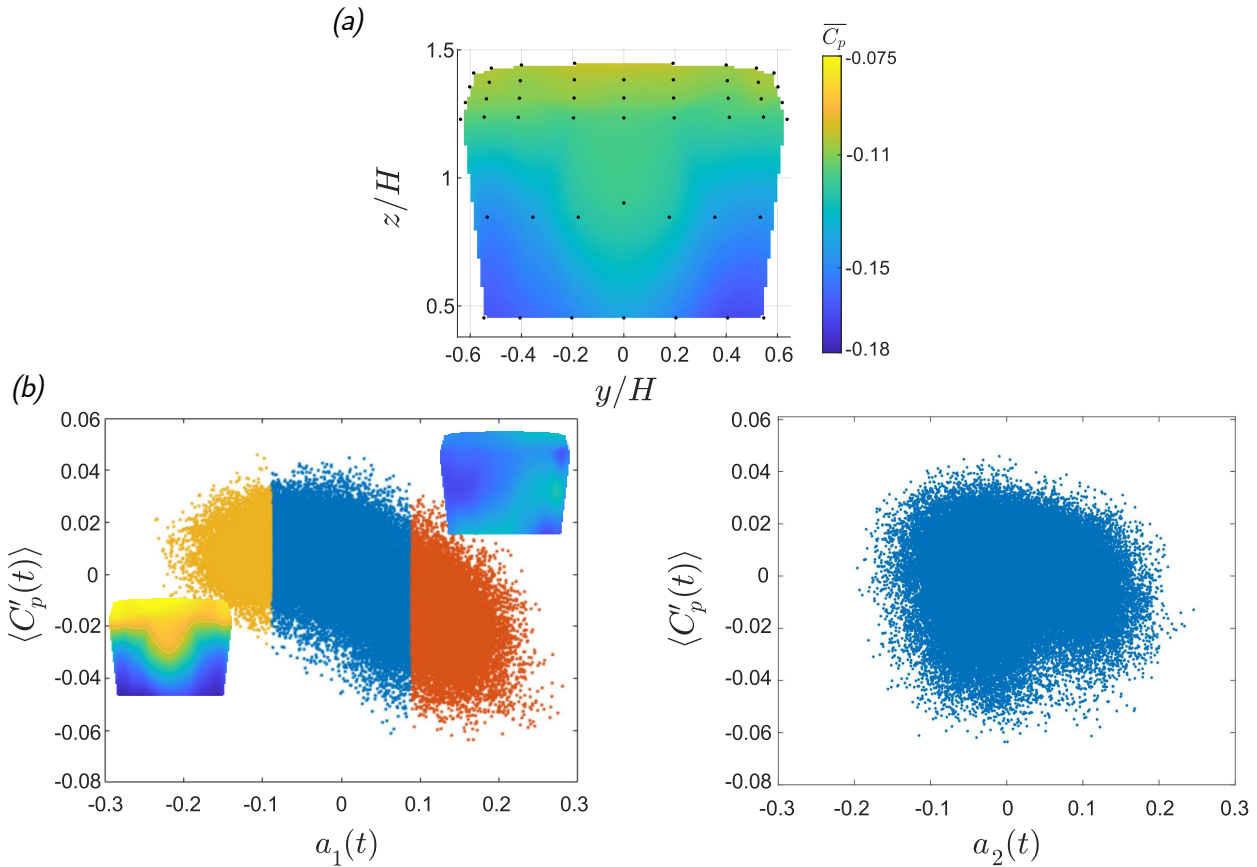 (a)
$\overline{C_p}$
1.5
1
0.5
z/H
-0.6 -0.4 -0.2 0 0.2 0.4 0.6
y/H
-0.075
-0.11
-0.15
-0.18
(b)
0.06
0.04
0.02
0
-0.02
-0.04
-0.06
-0.08
⟨C′ₚ(t)⟩
-0.3 -0.2 -0.1 0 0.1 0.2 0.3
a₁(t)
0.06
0.04
0.02
0
-0.02
-0.04
-0.06
-0.08
⟨C′ₚ(t)⟩
-0.3 -0.2 -0.1 0 0.1 0.2 0.3
a₂(t)